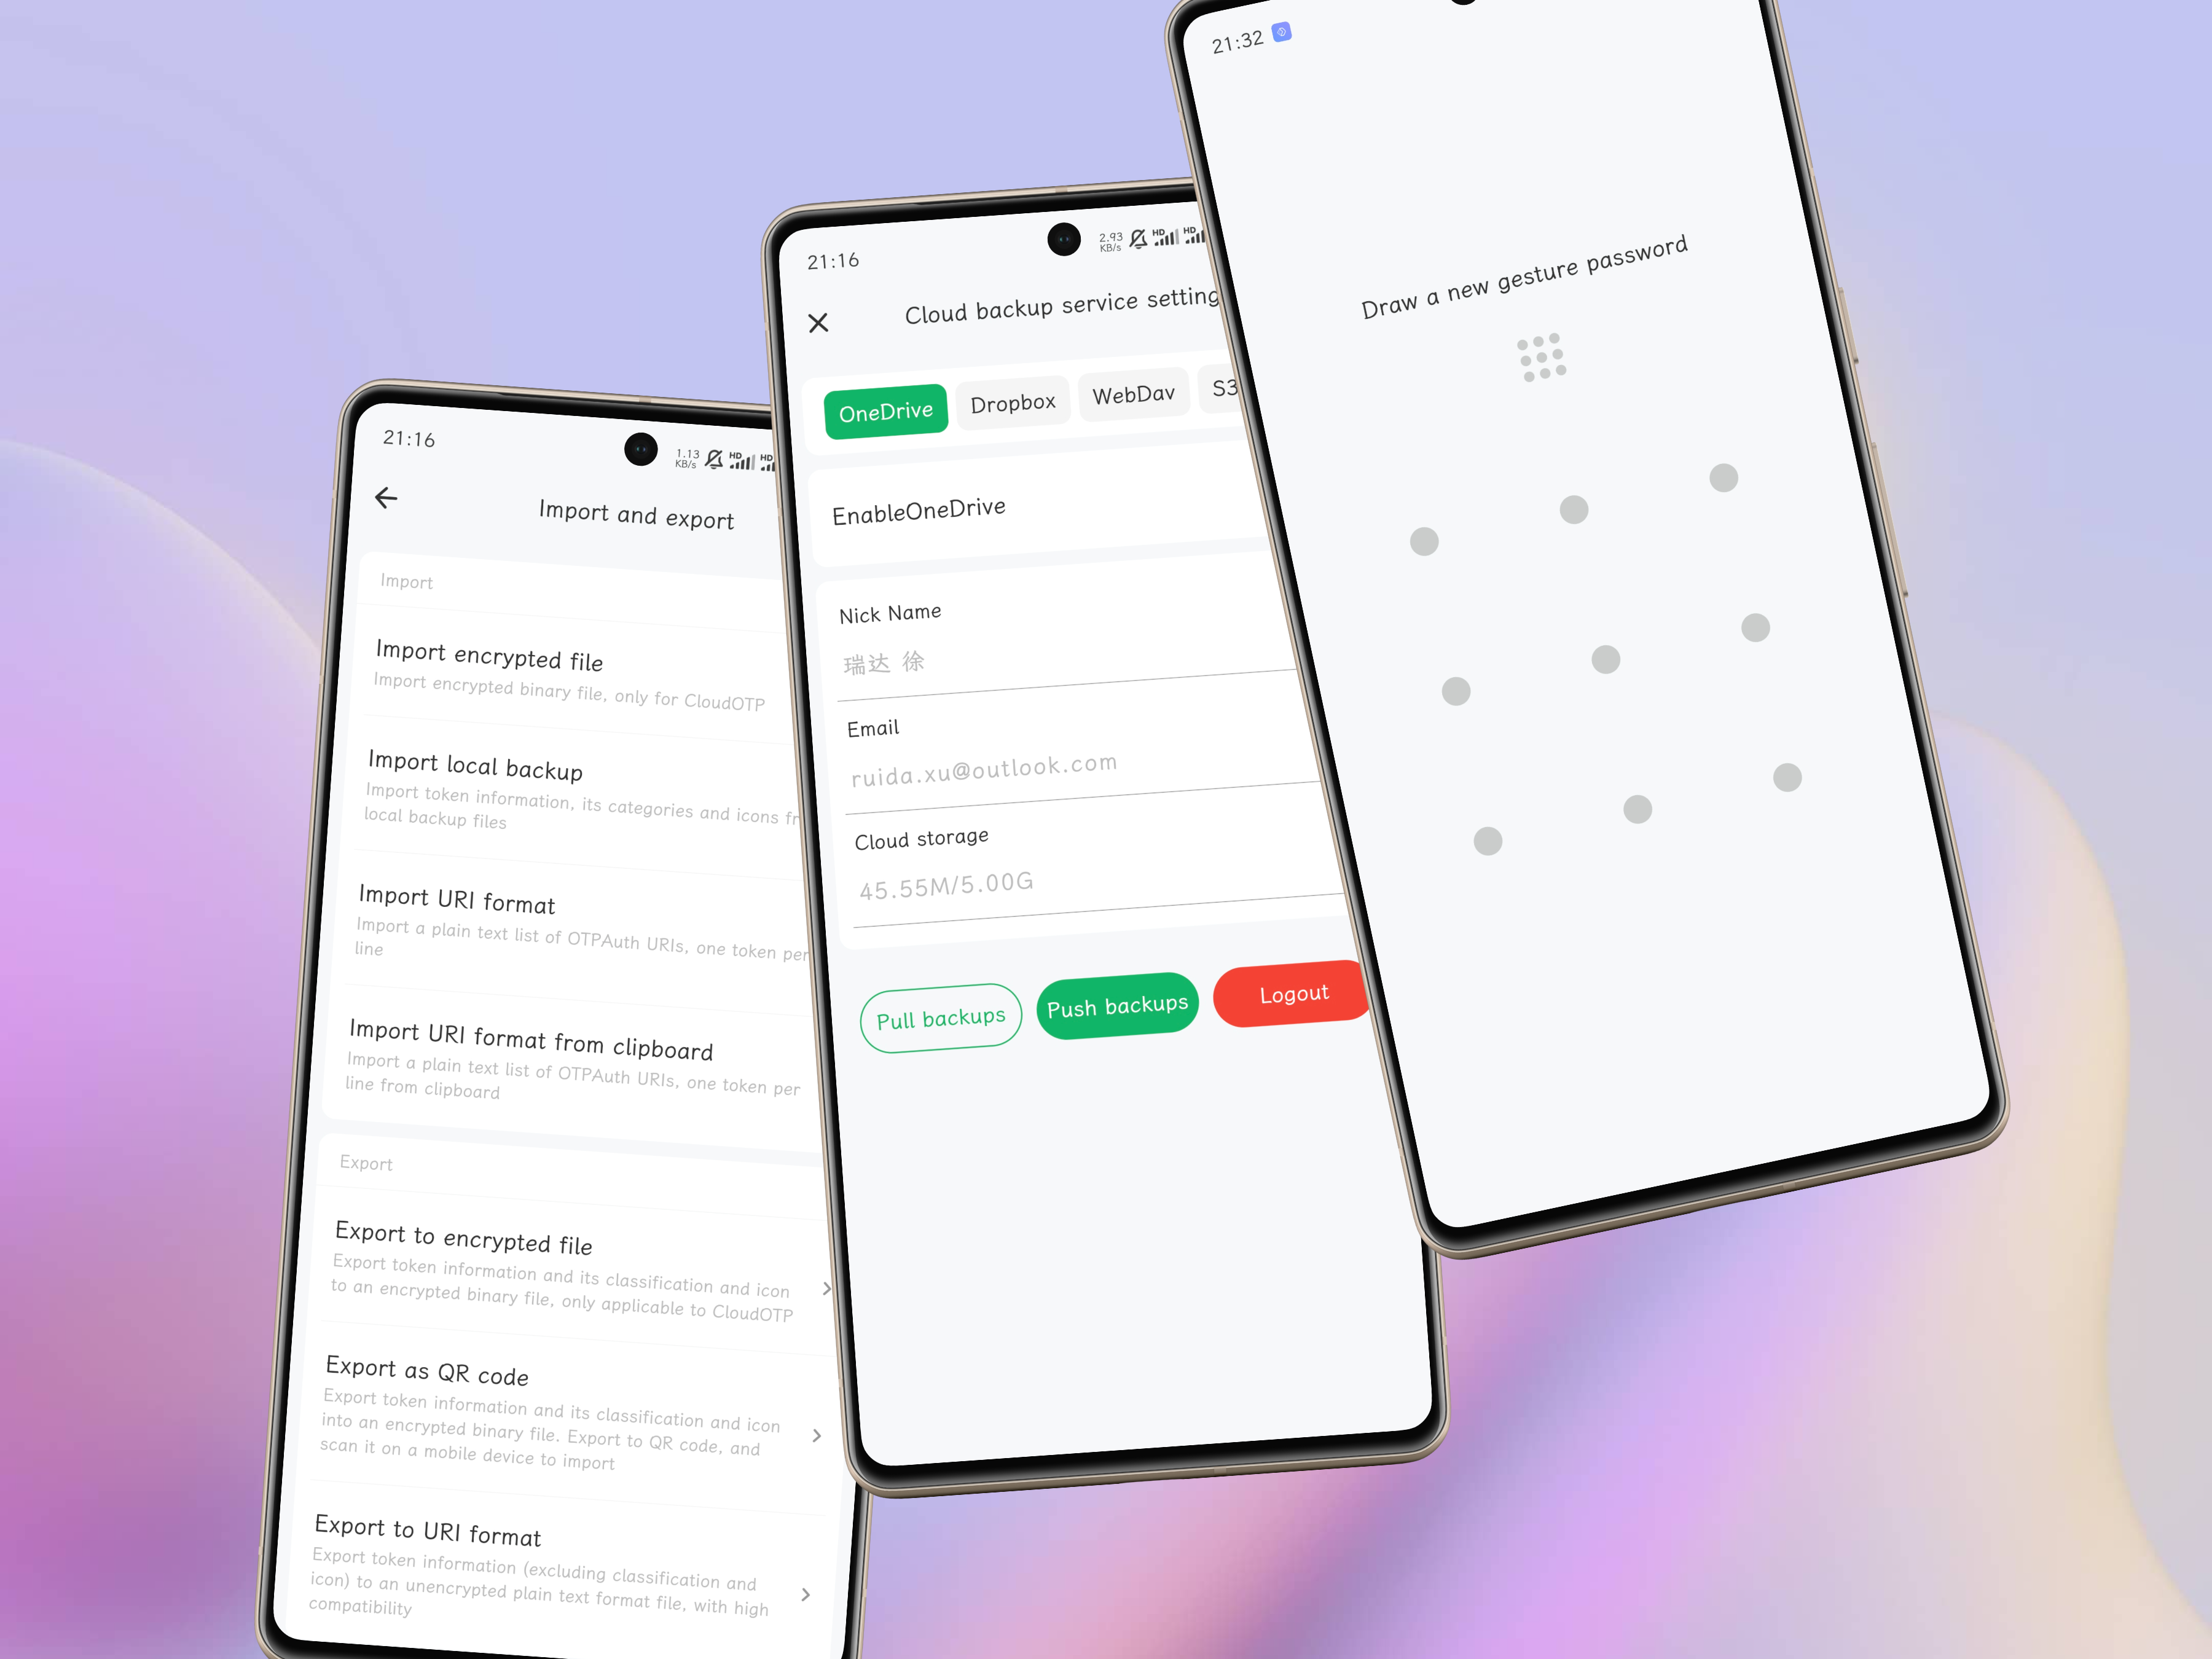 21:16
1.13
KB/s
HD
HD
Import and export
Import
Import encrypted file
Import encrypted binary file, only for CloudOTP
Import local backup
Import token information, its categories and icons
local backup files
Import URI format
Import a plain text list of OTPAuth URIs, one token per
line
Import URI format from clipboard
Import a plain text list of OTPAuth URIs, one token per
line from clipboard
Export
Export to encrypted file
Export token information and its classification and icon
to an encrypted binary file, only applicable to CloudOTP
Export as QR code
Export token information and its classification and icon
into an encrypted binary file. Export to QR code, and
scan it on a mobile device to import
Export to URI format
Export token information (excluding classification and
icon) to an unencrypted plain text format file, with high
compatibility
21:16
2.93
KB/s
HD
HD
Cloud backup service setting
OneDrive
Dropbox
WebDav
S3
EnableOneDrive
Nick Name
瑞达 徐
Email
ruida.xu@outlook.com
Cloud storage
45.55M/5.00G
Pull backups
Push backups
Logout
21:32
Draw a new gesture password